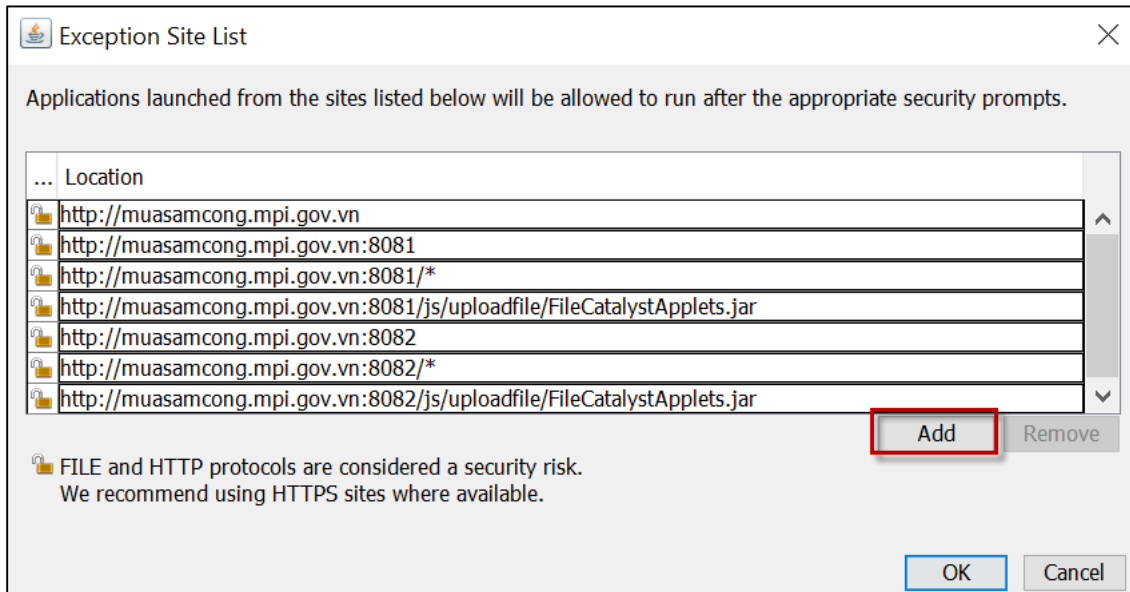 Exception Site List
Applications launched from the sites listed below will be allowed to run after the appropriate security prompts.
... Location
http://muasamcong.mpi.gov.vn
http://muasamcong.mpi.gov.vn:8081
http://muasamcong.mpi.gov.vn:8081/*
http://muasamcong.mpi.gov.vn:8081/js/uploadfile/FileCatalystApplets.jar
http://muasamcong.mpi.gov.vn:8082
http://muasamcong.mpi.gov.vn:8082/*
http://muasamcong.mpi.gov.vn:8082/js/uploadfile/FileCatalystApplets.jar
Add Remove
FILE and HTTP protocols are considered a security risk.
We recommend using HTTPS sites where available.
OK Cancel